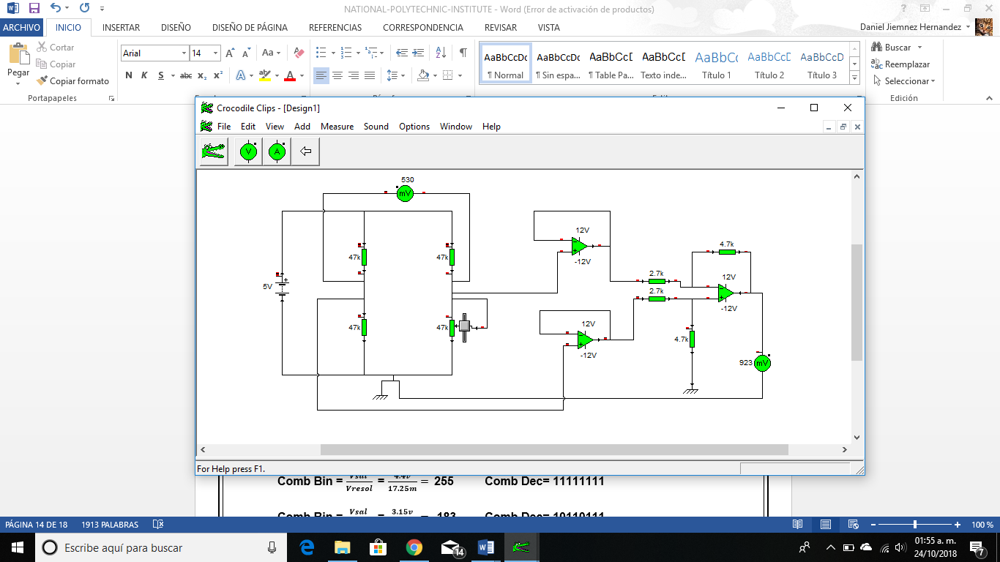 NATIONAL-POLYTECHNIC-INSTITUTE - Word (Error de activación de productos)
ARCHIVO INICIO INSERTAR DISEÑO DISEÑO DE PÁGINA REFERENCIAS CORRESPONDENCIA REVISAR VISTA Daniel Jiemnez Hernandez
Pegar
Cortar
Copiar
Copiar formato
Portapapeles
Arial 14
N K S abc x₂ x²
AaBbCcDc AaBbCcDc AaBbCcD AaBbCcD AaBbCc AaBbCcD AaBbCcD
¶ Normal ¶ Sin espa... ¶ Table Pa... Texto inde... Título 1 Título 2 Título 3
Buscar
Reemplazar
Seleccionar
Edición
Crocodile Clips - [Design1]
File Edit View Add Measure Sound Options Window Help
V A
530
mV
12V
-12V
4.7k
47k 47k
2.7k
12V
5V
2.7k
-12V
47k 47k
12V
-12V
4.7k
923 mV
For Help press F1.
Comb Bin = Vsal/Vresol = 4.4v/17.25m = 255 Comb Dec= 11111111
Comb Bin = Vsal = 3.15v = 183 Comb Dec= 10110111
PÁGINA 14 DE 18 1913 PALABRAS 100 %
Escribe aquí para buscar
14
01:55 a. m.
24/10/2018
7